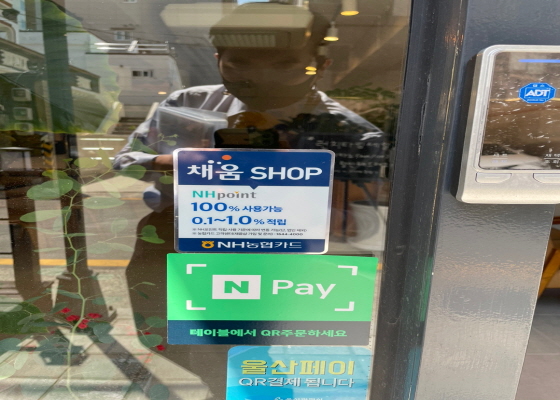 채움 SHOP
NHpoint
100% 사용가능
0.1~1.0% 적립
NH농협카드
N Pay
테이블에서 QR주문하세요
울산페이
QR결제 됩니다
ADT